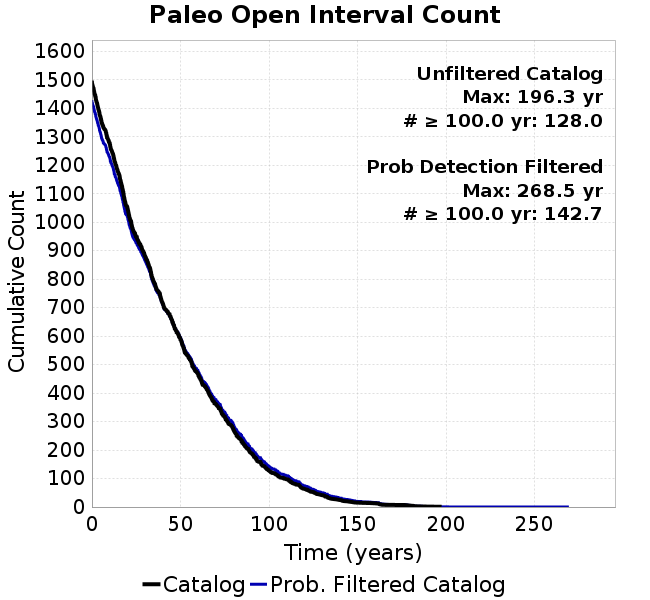 Paleo Open Interval Count
Unfiltered Catalog
Max: 196.3 yr
# ≥ 100.0 yr: 128.0
Prob Detection Filtered
Max: 268.5 yr
# ≥ 100.0 yr: 142.7
Cumulative Count
1600
1500
1400
1300
1200
1100
1000
900
800
700
600
500
400
300
200
100
0
0 50 100 150 200 250
Time (years)
Catalog Prob. Filtered Catalog